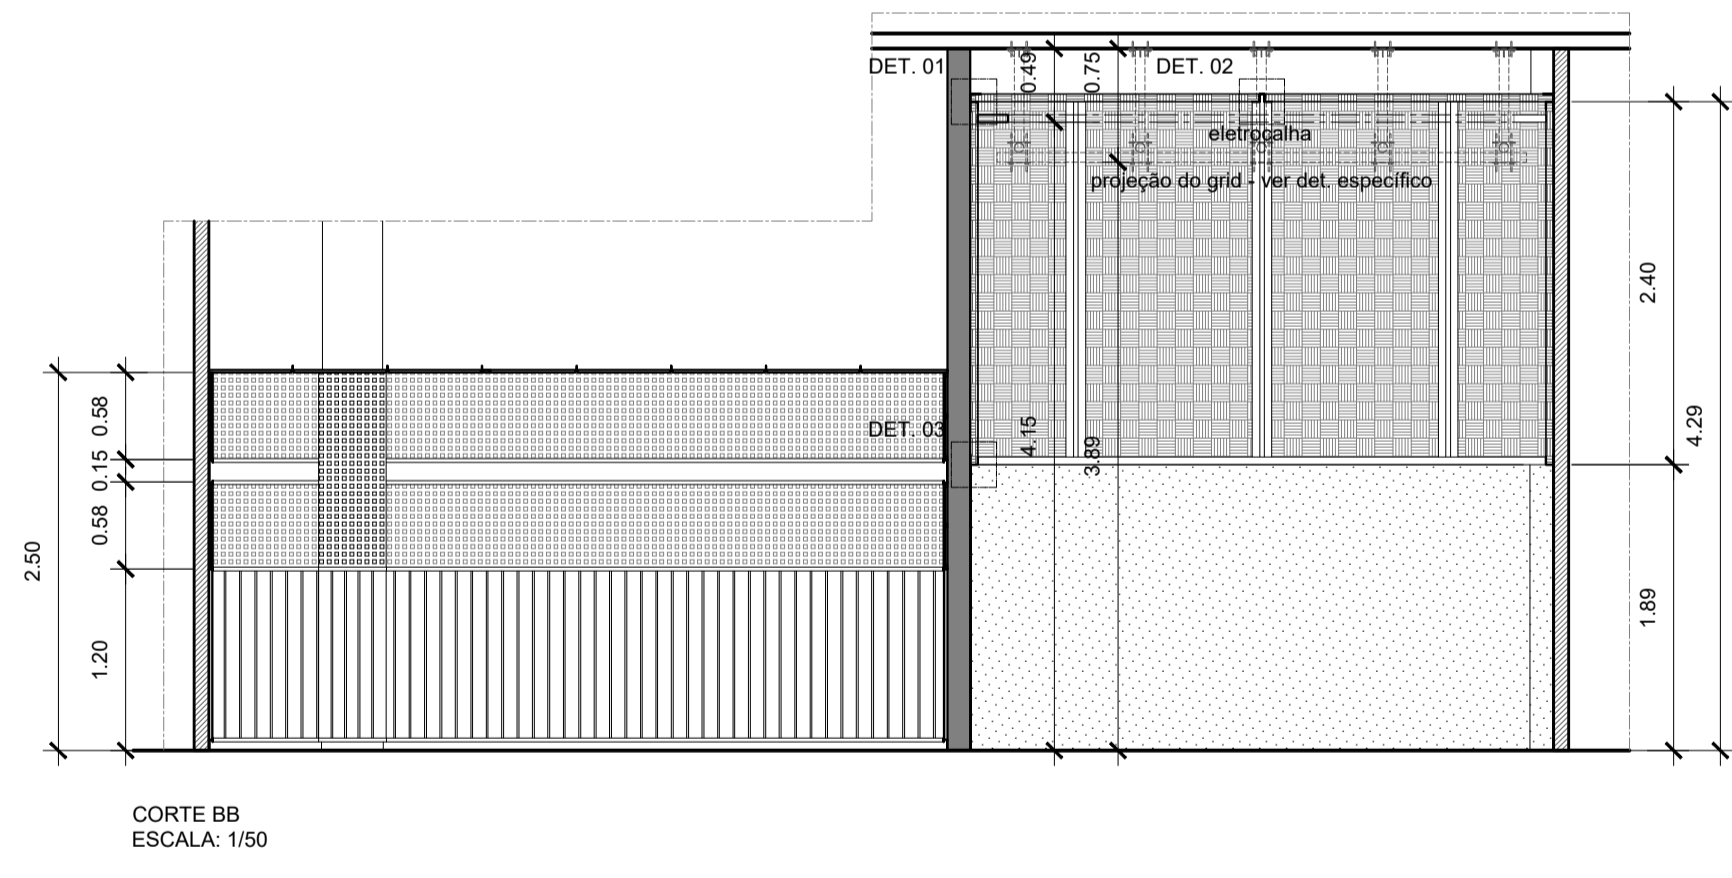 DET. 01
0.49
0.75
DET. 02
eletrocalha
projeção do grid - ver det. específico
2.40
4.29
0.58
0.15
0.58
2.50
1.20
DET. 03
4.15
3.89
1.89
CORTE BB
ESCALA: 1/50